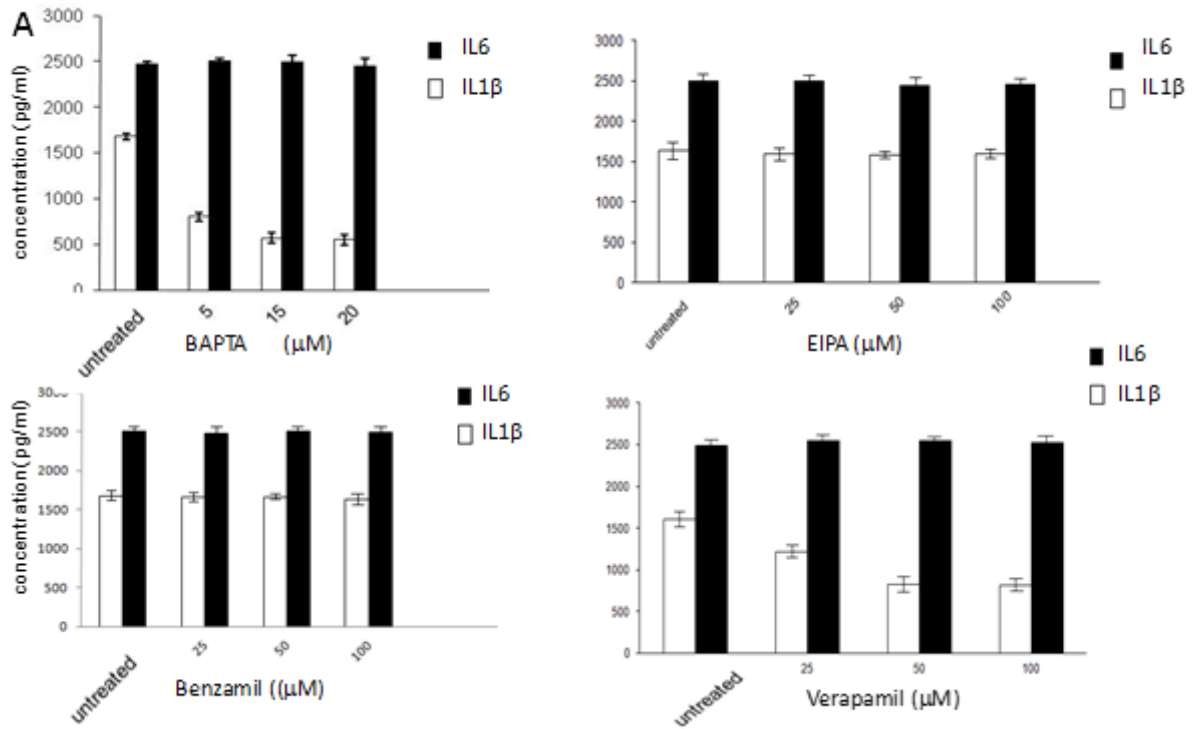 A
concentration (pg/ml)
3000
2500
2000
1500
1000
500
0
IL6
IL1β
untreated
5
15
20
BAPTA (μM)
3000
2500
2000
1500
1000
500
0
IL6
IL1β
untreated
25
50
100
EIPA (μM)
concentration(pg/ml)
2500
2000
1500
1000
500
0
IL6
IL1β
untreated
25
50
100
Benzamil ((μM)
3000
2500
2000
1500
1000
500
0
IL6
IL1β
untreated
25
50
100
Verapamil (μM)